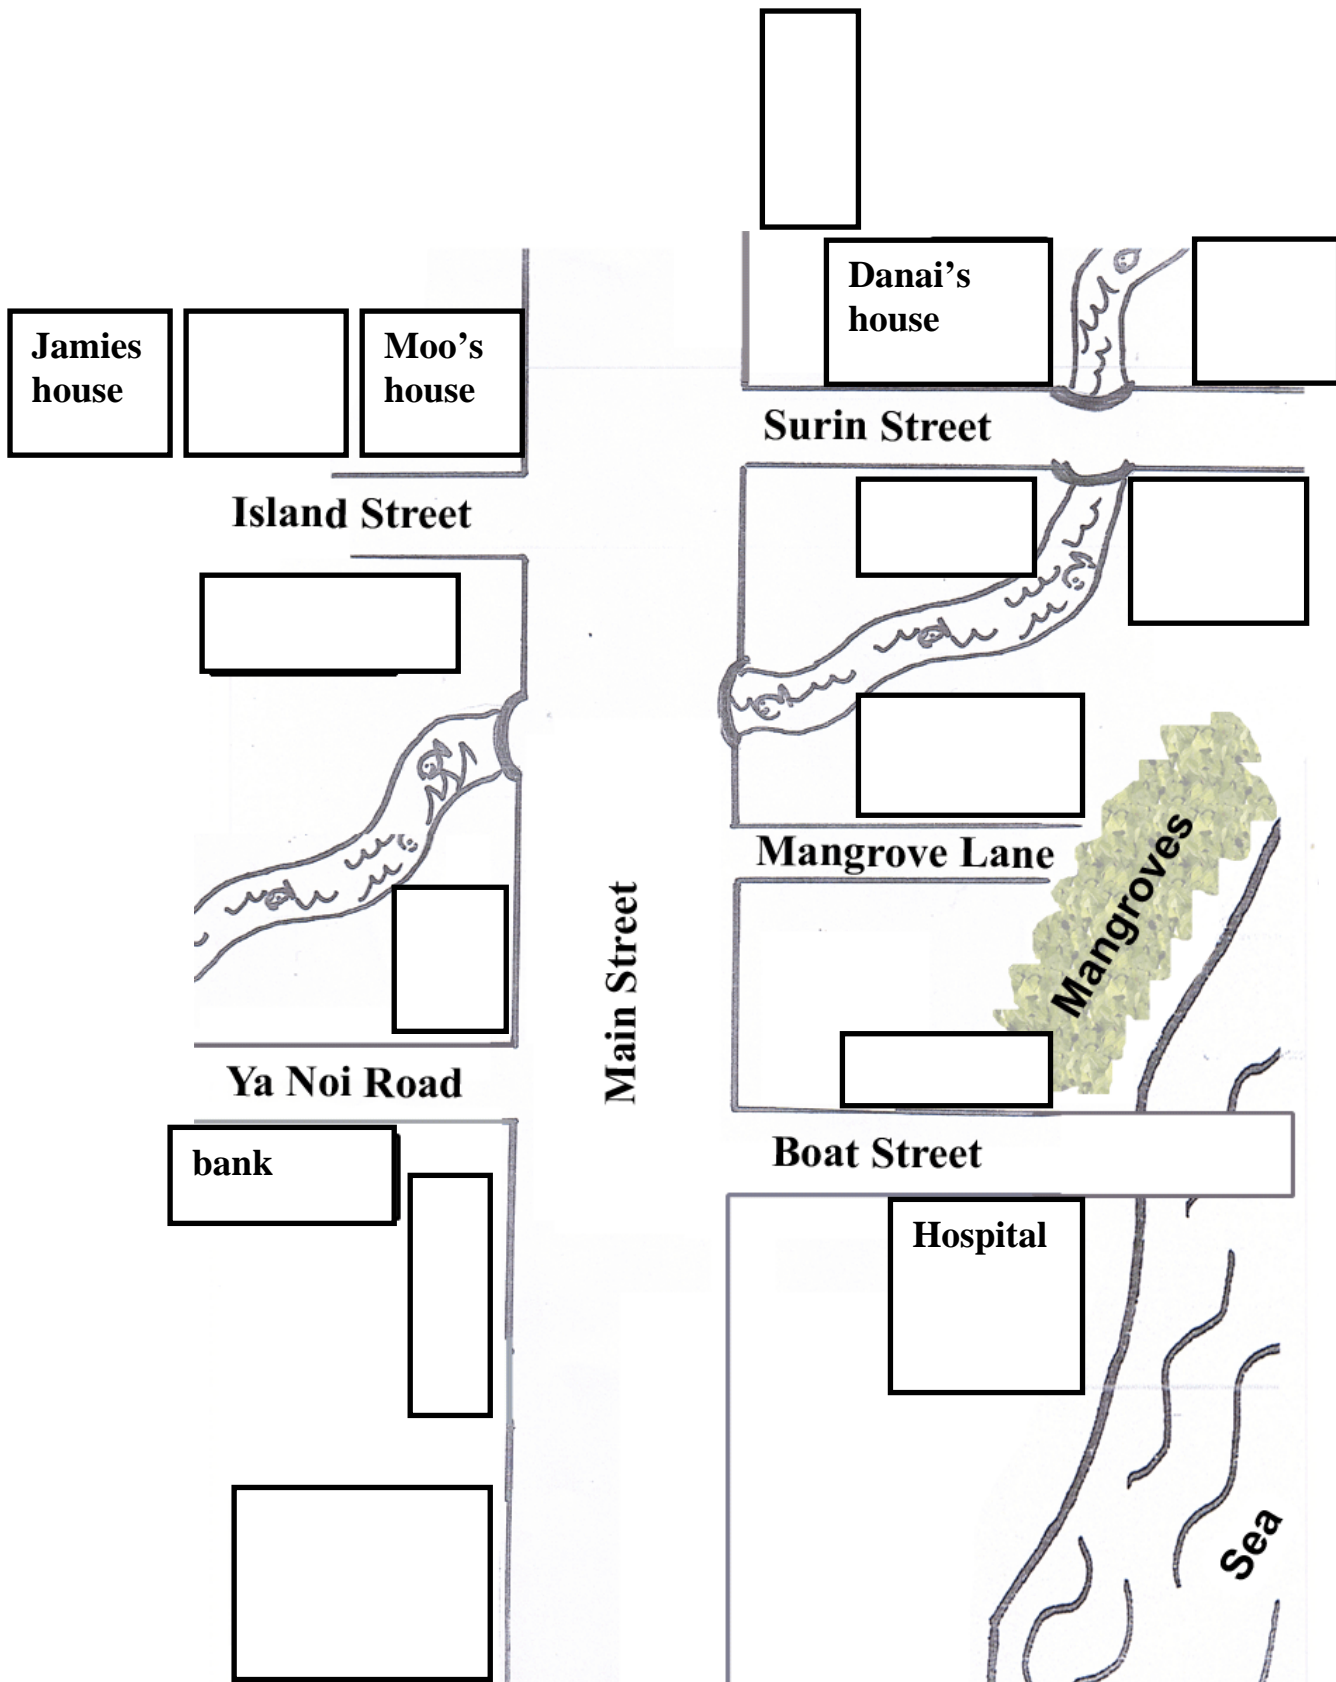 Danai's
house
Jamies
house
Moo's
house
Surin Street
Island Street
Mangrove Lane
Mangroves
Main Street
Ya Noi Road
bank
Boat Street
Hospital
Sea